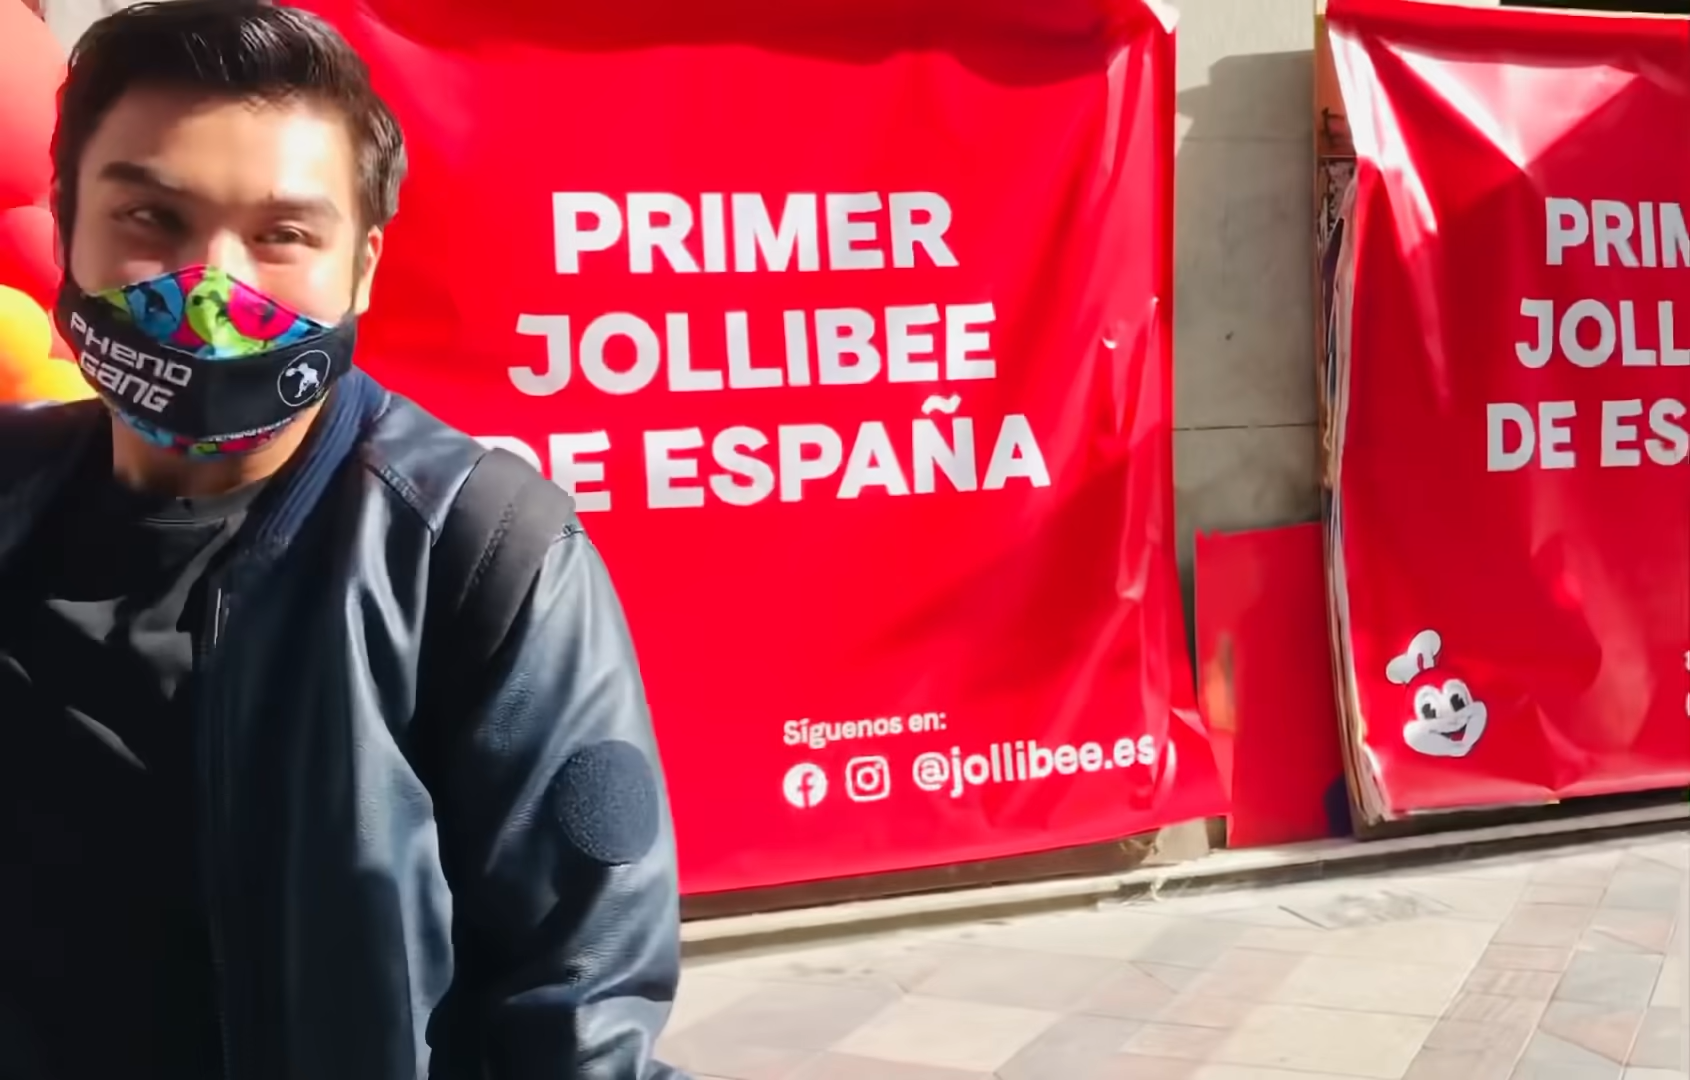 PHENO
GANG
PRIMER
JOLLIBEE
DE ESPAÑA
Síguenos en:
@jollibee.es
PRIM
JOLL
DE ES